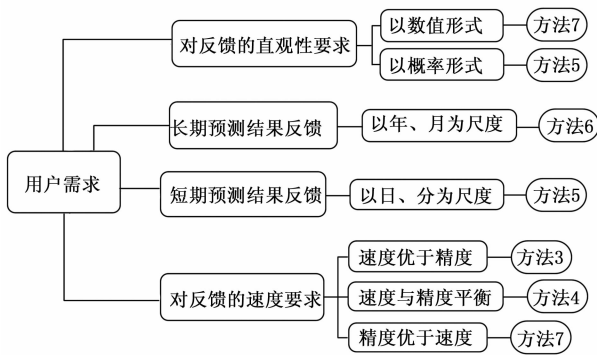 用户需求
对反馈的直观性要求
以数值形式
方法7
以概率形式
方法5
长期预测结果反馈
以年、月为尺度
方法6
短期预测结果反馈
以日、分为尺度
方法5
对反馈的速度要求
速度优于精度
方法3
速度与精度平衡
方法4
精度优于速度
方法7